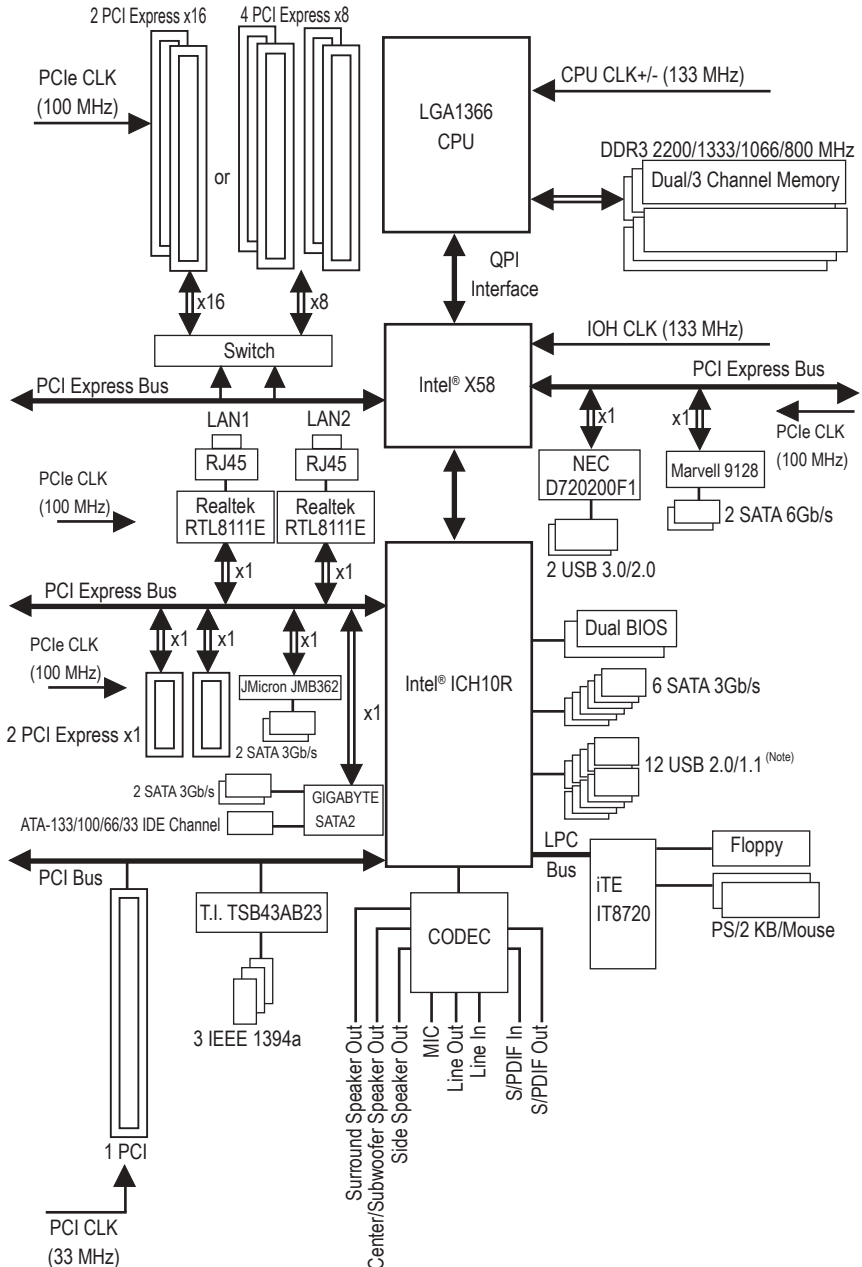 2 PCI Express x16
4 PCI Express x8
PCIe CLK
(100 MHz)
or
x16
x8
Switch
LGA1366
CPU
CPU CLK+/- (133 MHz)
DDR3 2200/1333/1066/800 MHz
Dual/3 Channel Memory
QPI
Interface
IOH CLK (133 MHz)
Intel® X58
PCI Express Bus
PCI Express Bus
x1
x1
PCIe CLK
(100 MHz)
NEC
D720200F1
Marvell 9128
2 SATA 6Gb/s
2 USB 3.0/2.0
LAN1
LAN2
RJ45
RJ45
PCIe CLK
(100 MHz)
Realtek
RTL8111E
Realtek
RTL8111E
x1
x1
PCI Express Bus
x1
x1
x1
x1
PCIe CLK
(100 MHz)
2 PCI Express x1
JMicron JMB362
2 SATA 3Gb/s
2 SATA 3Gb/s
GIGABYTE
SATA2
ATA-133/100/66/33 IDE Channel
Intel® ICH10R
Dual BIOS
6 SATA 3Gb/s
12 USB 2.0/1.1 (Note)
LPC
Bus
iTE
IT8720
Floppy
PS/2 KB/Mouse
PCI Bus
T.I. TSB43AB23
3 IEEE 1394a
CODEC
Surround Speaker Out
Center/Subwoofer Speaker Out
Side Speaker Out
MIC
Line Out
Line In
S/PDIF In
S/PDIF Out
1 PCI
PCI CLK
(33 MHz)